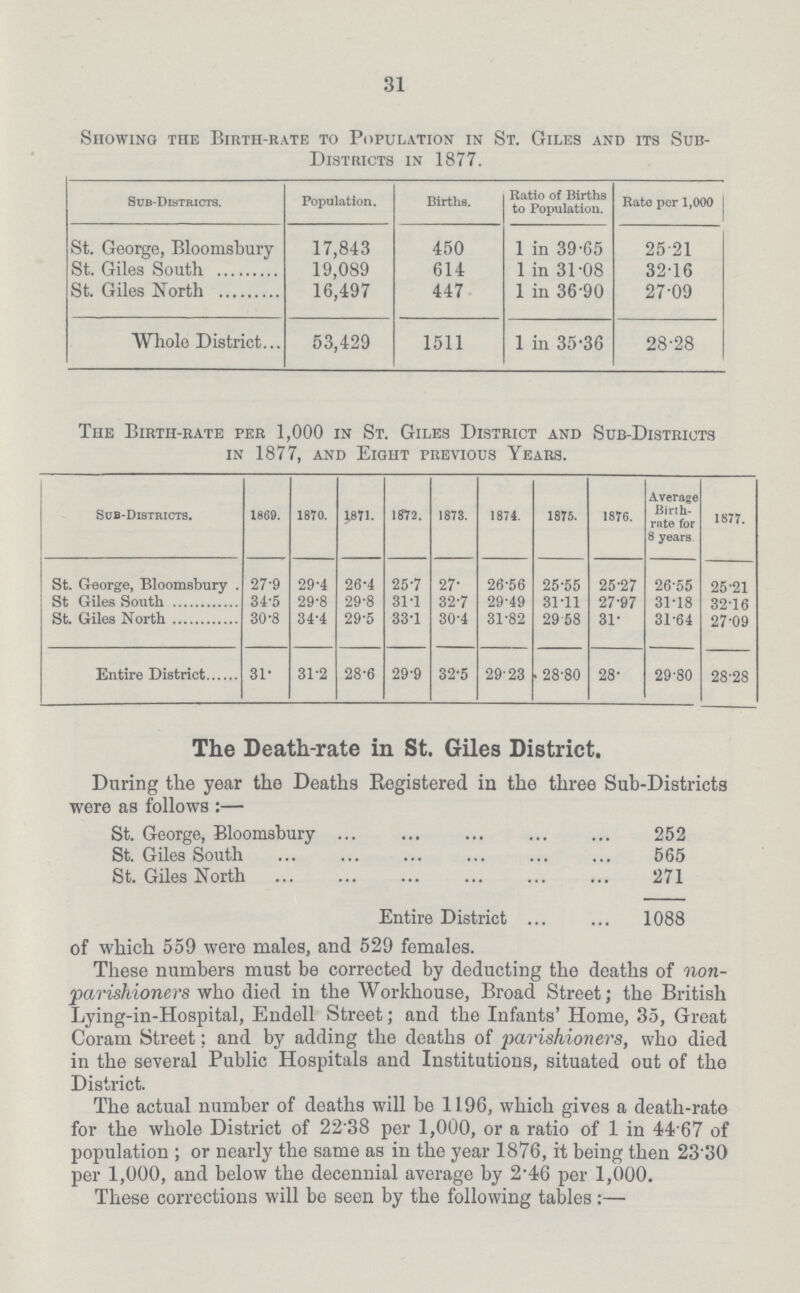 31
Showing the Birth-rate to Population in St. Giles and its Sub-
Districts in 1877.
Sub-Districts. Population. Births. Ratio of Births to Population. Rate per 1,000
St. George, Bloomsbury 17,843 450 1 in 39·65 25·21
St. Giles South ......... 19,089 614 1 in 31·08 32·16
St. Giles North ......... 16,497 447 1 in 36·90 27·09
Whole District... 53,429 1511 1 in 35·36 28·28
The Birth-rate per 1,000 in St. Giles District and Sub-Districts
in 1877, and Eight previous Years.
Sub-Districts. 1869. 1870. 1871. 1872. 1873. 1874. 1875. 1876. Average Birth-rate for 8 years. 1877.
St. George, Bloomsbury . 27·9 29·4 26·4 25·7 27· 26·56 25·55 25·27 26·55 25·21
St Giles South ............ 34·5 29·8 29·8 31·1 32·7 29·49 31·11 27·97 31·18 32·16
St. Giles North ............ 30·8 34·4 29·5 33·1 30·4 31·82 29 58 31· 31·64 27·09
Entire District...... 31· 31·2 28·6 29·9 32·5 29·23 28·80 28· 29·80 28·28
The Death-rate in St. Giles District.
During the year the Deaths Registered in the three Sub-Districts
were as follows :—
St. George, Bloomsbury ... ... ... ... ... 252
St. Giles South ... ... ... ... ... ... 565
St. Giles North ... ... ... ... ... ... 271
Entire District ... ... 1088
of which 559 were males, and 529 females.
These numbers must be corrected by deducting the deaths of non-
parishioners who died in the Workhouse, Broad Street; the British
Lying-in-Hospital, Endell Street; and the Infants' Home, 35, Great
Coram Street; and by adding the deaths of parishioners, who died
in the several Public Hospitals and Institutions, situated out of the
District.
The actual number of deaths will be 1196, which gives a death-rate
for the whole District of 22·38 per 1,000, or a ratio of 1 in 44·67 of
population ; or nearly the same as in the year 1876, it being then 23·30
per 1,000, and below the decennial average by 2·46 per 1,000.
These corrections will be seen by the following tables :—